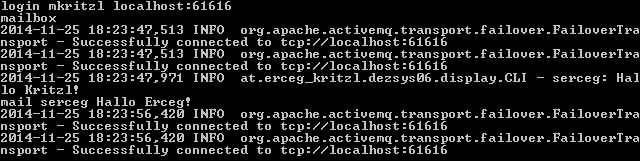 login mkritzl localhost:61616
mailbox
2014-11-25 18:23:47,513 INFO  org.apache.activemq.transport.failover.FailoverTra
nsport - Successfully connected to tcp://localhost:61616
2014-11-25 18:23:47,513 INFO  org.apache.activemq.transport.failover.FailoverTra
nsport - Successfully connected to tcp://localhost:61616
2014-11-25 18:23:47,971 INFO  at.erceg_kritzl.dezsys06.display.CLI - serceg: Hal
lo Kritzl!
mail serceg Hallo Erceg!
2014-11-25 18:23:56,420 INFO  org.apache.activemq.transport.failover.FailoverTra
nsport - Successfully connected to tcp://localhost:61616
2014-11-25 18:23:56,420 INFO  org.apache.activemq.transport.failover.FailoverTra
nsport - Successfully connected to tcp://localhost:61616